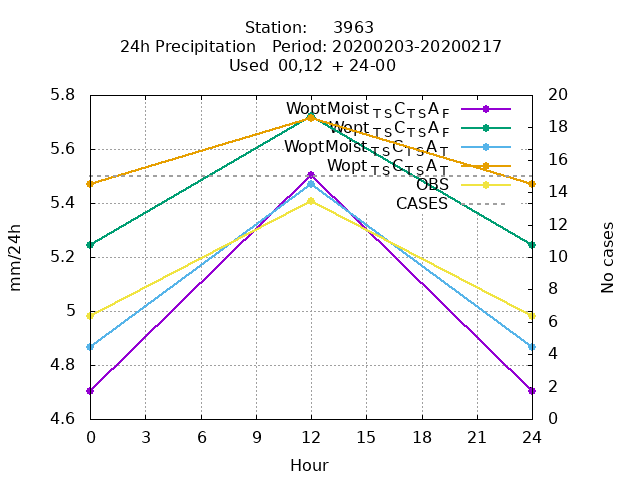 Station: 3963
24h Precipitation Period: 20200203-20200217
Used 00,12 + 24-00
5.8
5.6
5.4
5.2
5
4.8
4.6
mm/24h
20
18
16
14
12
10
8
6
4
2
0
No cases
WoptMoist TS C TS A F
Wopt TS C TS A F
WoptMoist TS C TS A T
Wopt TS C TS A T
OBS
CASES
0 3 6 9 12 15 18 21 24
Hour